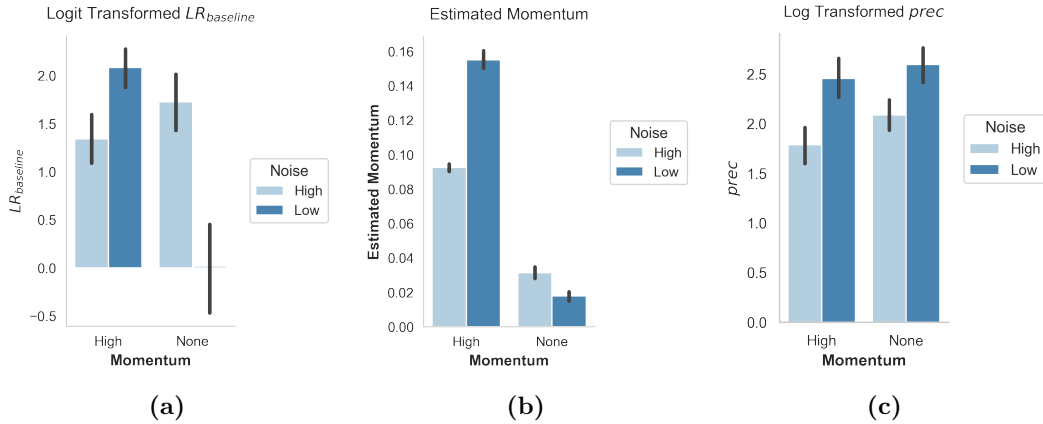 Logit Transformed LR_baseline
2.0
1.5
1.0
0.5
0.0
−0.5
LR_baseline
High
None
Momentum
Noise
High
Low
(a)
Estimated Momentum
0.16
0.14
0.12
0.10
0.08
0.06
0.04
0.02
0.00
Estimated Momentum
High
None
Momentum
Noise
High
Low
(b)
Log Transformed prec
2.5
2.0
1.5
1.0
0.5
0.0
prec
High
None
Momentum
Noise
High
Low
(c)